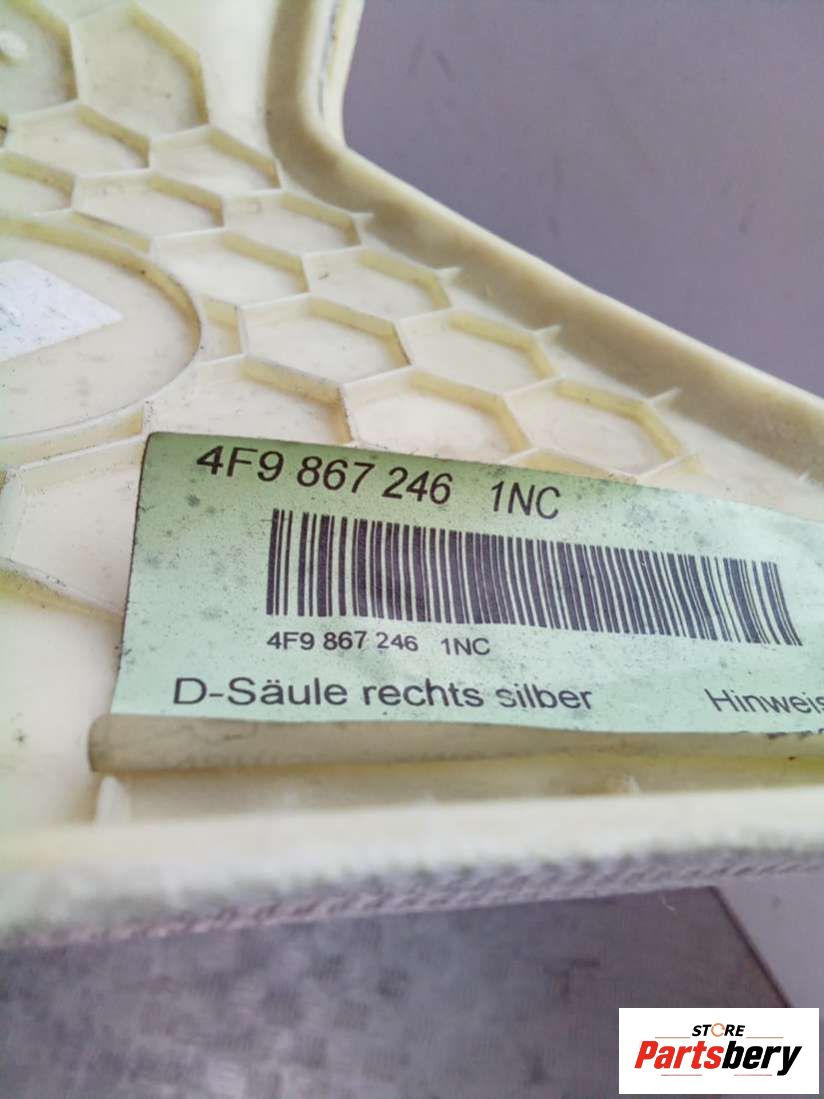 4F9 867 246 1NC
4F9 867 246 1NC
D-Säule rechts silber Hinweis
STORE
Partsbery